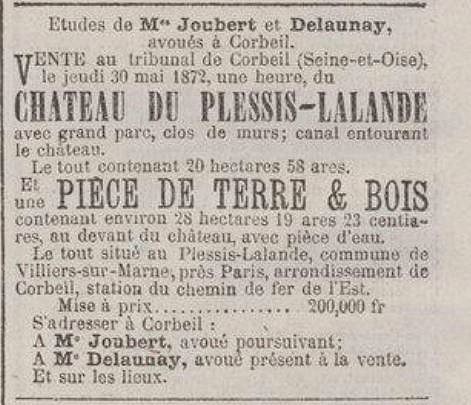 Etudes de Mes Joubert et Delaunay,
avoués à Corbeil.
VENTE au tribunal de Corbeil (Seine-et-Oise),
le jeudi 30 mai 1872, une heure, du
CHATEAU DU PLESSIS-LALANDE
avec grand parc, clos de murs; canal entourant
le château.
Le tout contenant 20 hectares 58 ares.
Et une PIÈCE DE TERRE & BOIS
contenant environ 28 hectares 19 ares 23 centia-
res, au devant du château, avec pièce d'eau.
Le tout situé au Plessis-Lalande, commune de
Villiers-sur-Marne, près Paris, arrondissement de
Corbeil, station du chemin de fer de l'Est.
Mise à prix................ 200,000 fr
S'adresser à Corbeil :
A Me Joubert, avoué poursuivant;
A Me Delaunay, avoué présent à la vente.
Et sur les lieux.